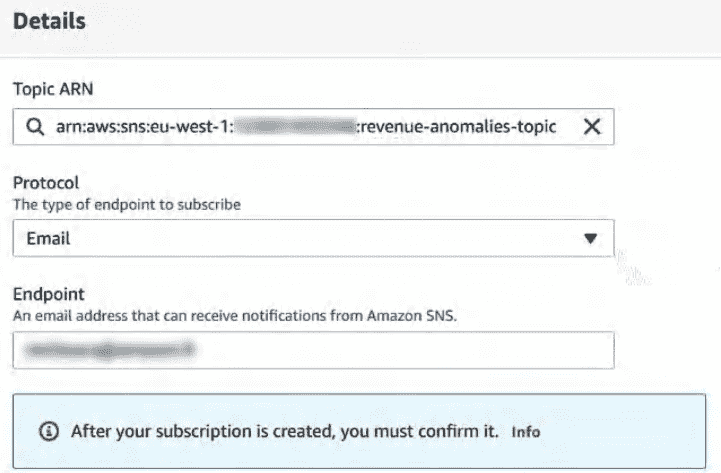 Details
Topic ARN
arn:aws:sns:eu-west-1: :revenue-anomalies-topic
Protocol
The type of endpoint to subscribe
Email
Endpoint
An email address that can receive notifications from Amazon SNS.
After your subscription is created, you must confirm it. Info